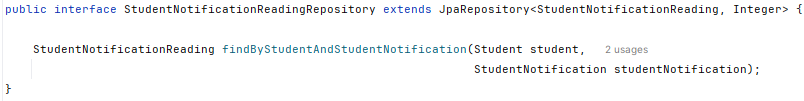 public interface StudentNotificationReadingRepository extends JpaRepository<StudentNotificationReading, Integer> {
StudentNotificationReading findByStudentAndStudentNotification(Student student, 2 usages
StudentNotification studentNotification);
}